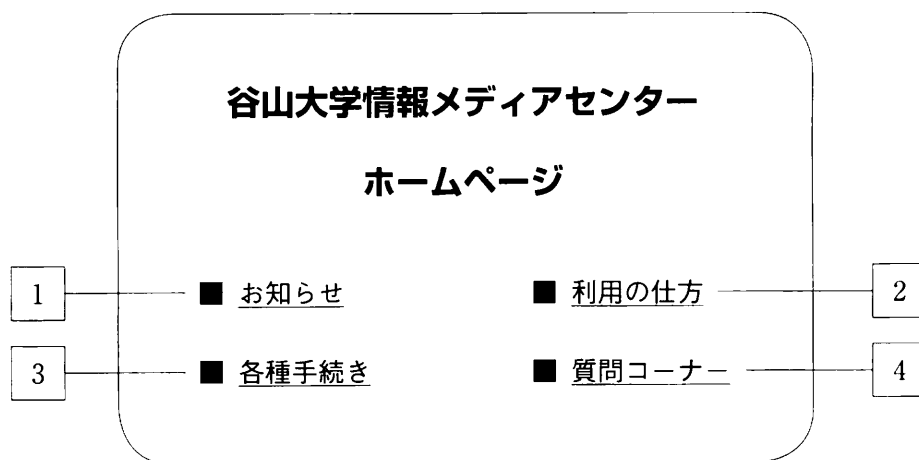 谷山大学情報メディアセンター
ホームページ
1 ■ お知らせ ■ 利用の仕方 2
3 ■ 各種手続き ■ 質問コーナー 4